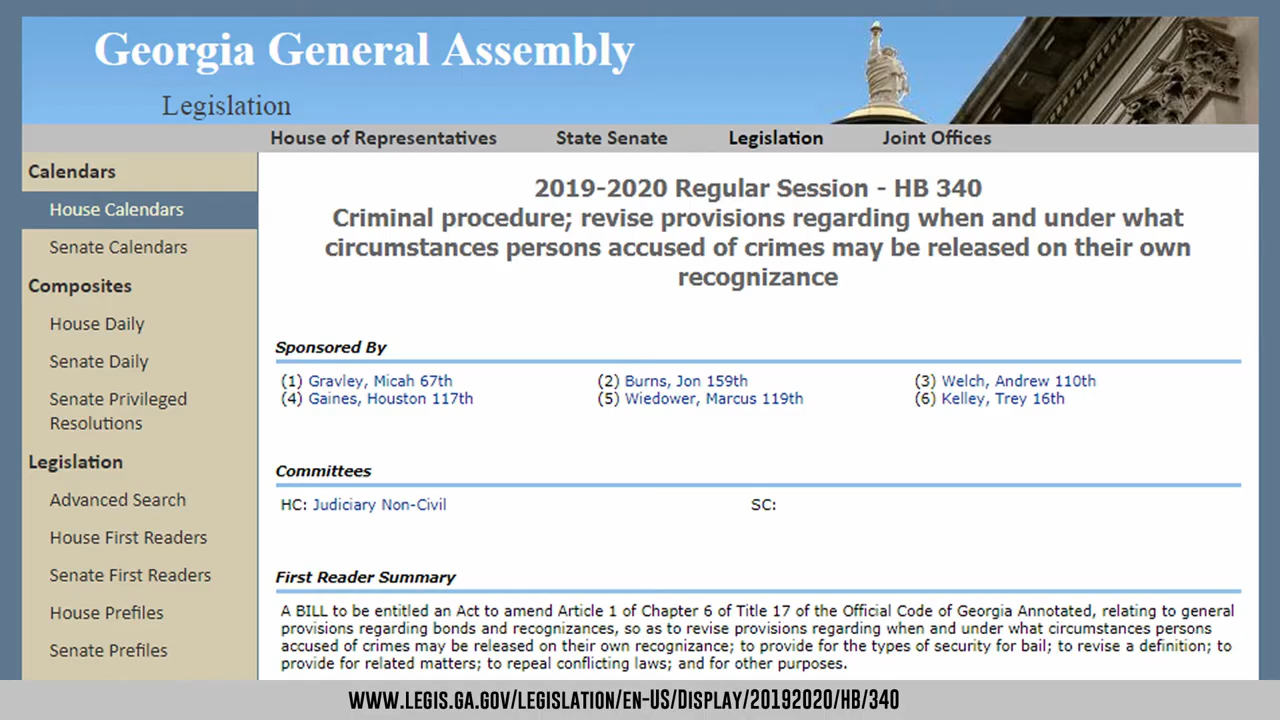 Georgia General Assembly
Legislation
House of Representatives State Senate Legislation Joint Offices
Calendars
House Calendars
Senate Calendars
Composites
House Daily
Senate Daily
Senate Privileged
Resolutions
Legislation
Advanced Search
House First Readers
Senate First Readers
House Prefiles
Senate Prefiles
2019-2020 Regular Session - HB 340
Criminal procedure; revise provisions regarding when and under what
circumstances persons accused of crimes may be released on their own
recognizance
Sponsored By
(1) Gravley, Micah 67th (2) Burns, Jon 159th (3) Welch, Andrew 110th
(4) Gaines, Houston 117th (5) Wiedower, Marcus 119th (6) Kelley, Trey 16th
Committees
HC: Judiciary Non-Civil SC:
First Reader Summary
A BILL to be entitled an Act to amend Article 1 of Chapter 6 of Title 17 of the Official Code of Georgia Annotated, relating to general
provisions regarding bonds and recognizances, so as to revise provisions regarding when and under what circumstances persons
accused of crimes may be released on their own recognizance; to provide for the types of security for bail; to revise a definition; to
provide for related matters; to repeal conflicting laws; and for other purposes.
www.legis.ga.gov/legislation/en-US/Display/20192020/HB/340